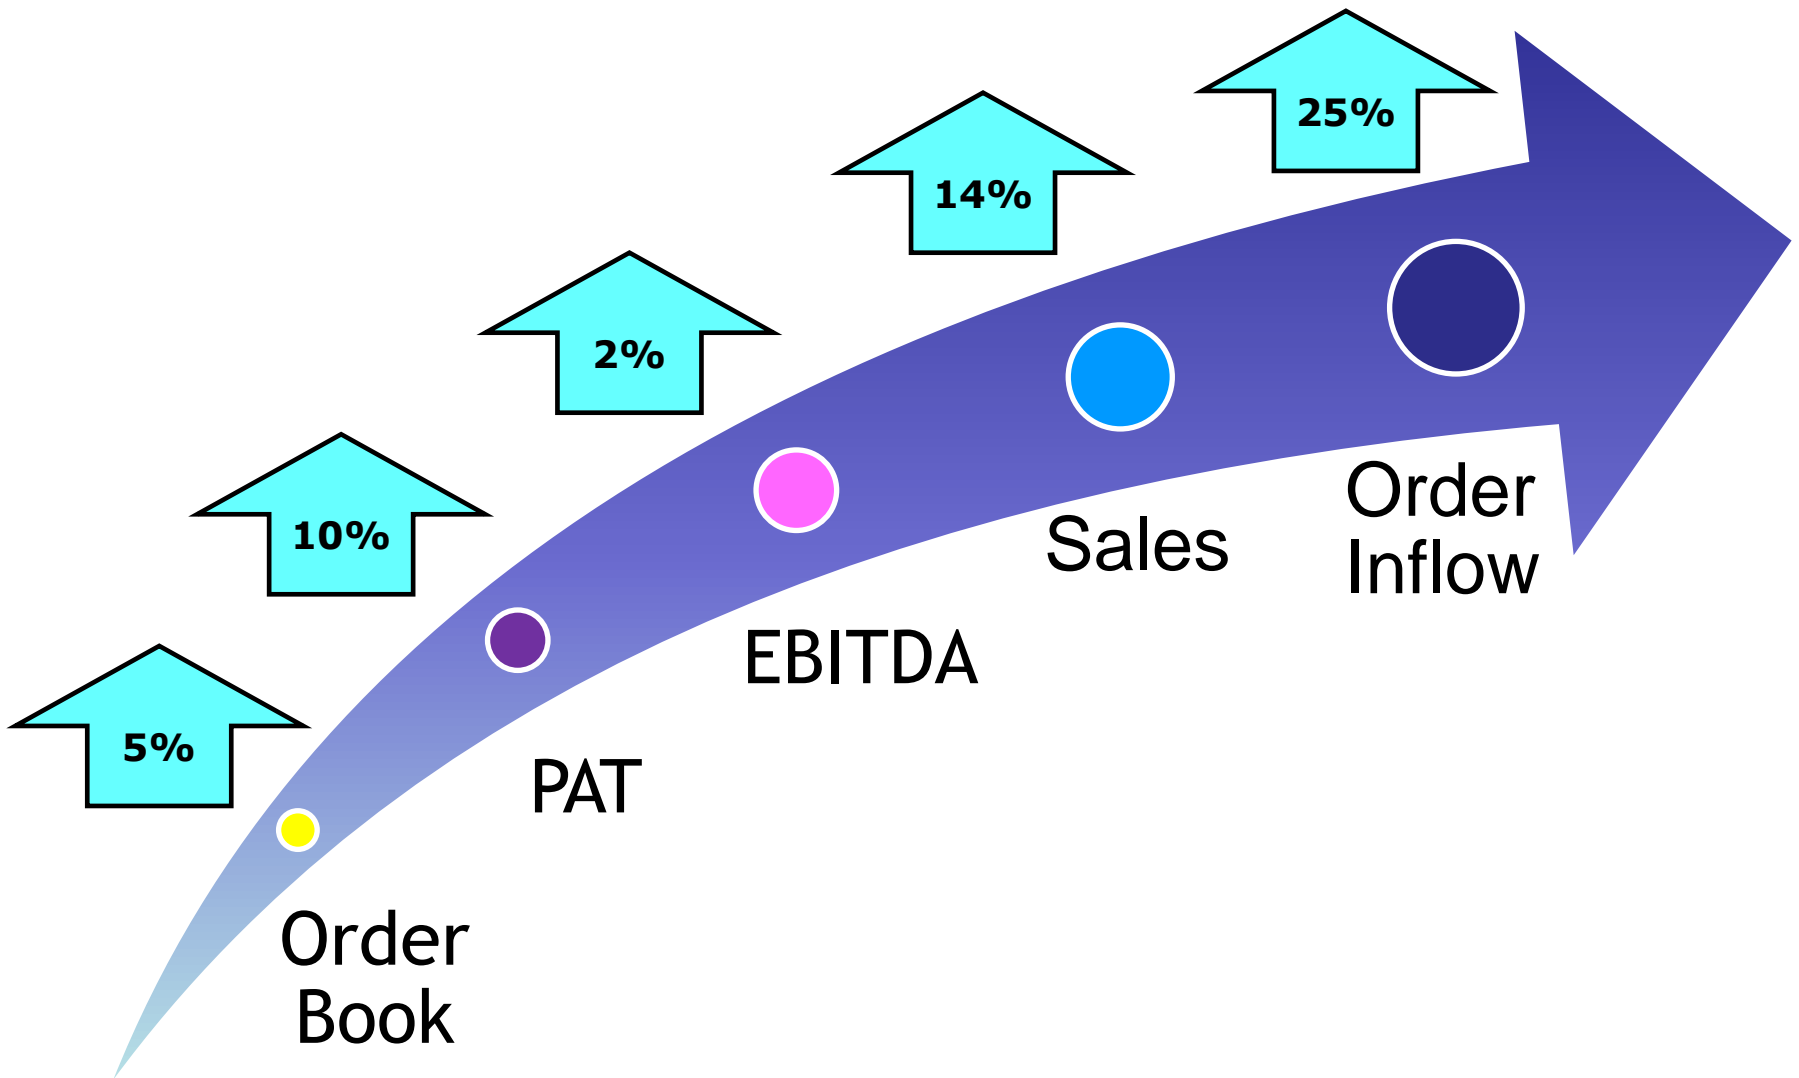 25%
14%
2%
10%
5%
Order
Inflow
Sales
EBITDA
PAT
Order
Book